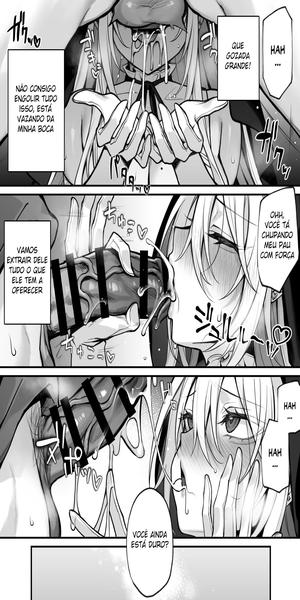 HAH
...
QUE
GOZADA
GRANDE!
NÃO CONSIGO
ENGOLIR TUDO
ISSO, ESTÁ
VAZANDO DA
MINHA BOCA
OHH,
VOCÊ TÁ
CHUPANDO
MEU PAU
COM FORÇA
VAMOS
EXTRAIR DELE
TUDO O QUE
ELE TEM A
OFERECER
HAH
...
HAH
...
VOCÊ AINDA
ESTÁ DURO?